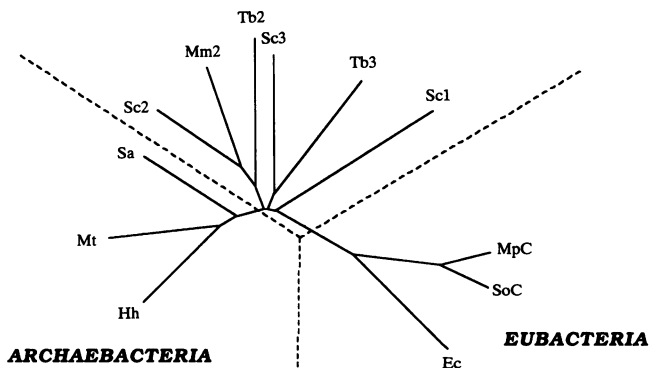 Tb2
Sc3
Mm2
Tb3
Sc1
Sc2
Sa
Mt
MpC
SoC
Hh
EUBACTERIA
ARCHAEBACTERIA
Ec